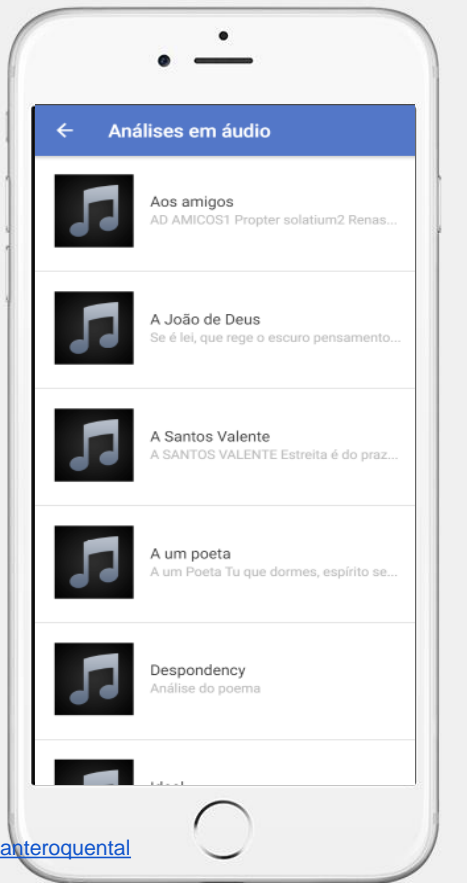 Análises em áudio
Aos amigos
AD AMICOS1 Propter solatium2 Renas...
A João de Deus
Se é lei, que rege o escuro pensamento...
A Santos Valente
A SANTOS VALENTE Estreita é do praz...
A um poeta
A um Poeta Tu que dormes, espírito se...
Despondency
Análise do poema
anteroquental